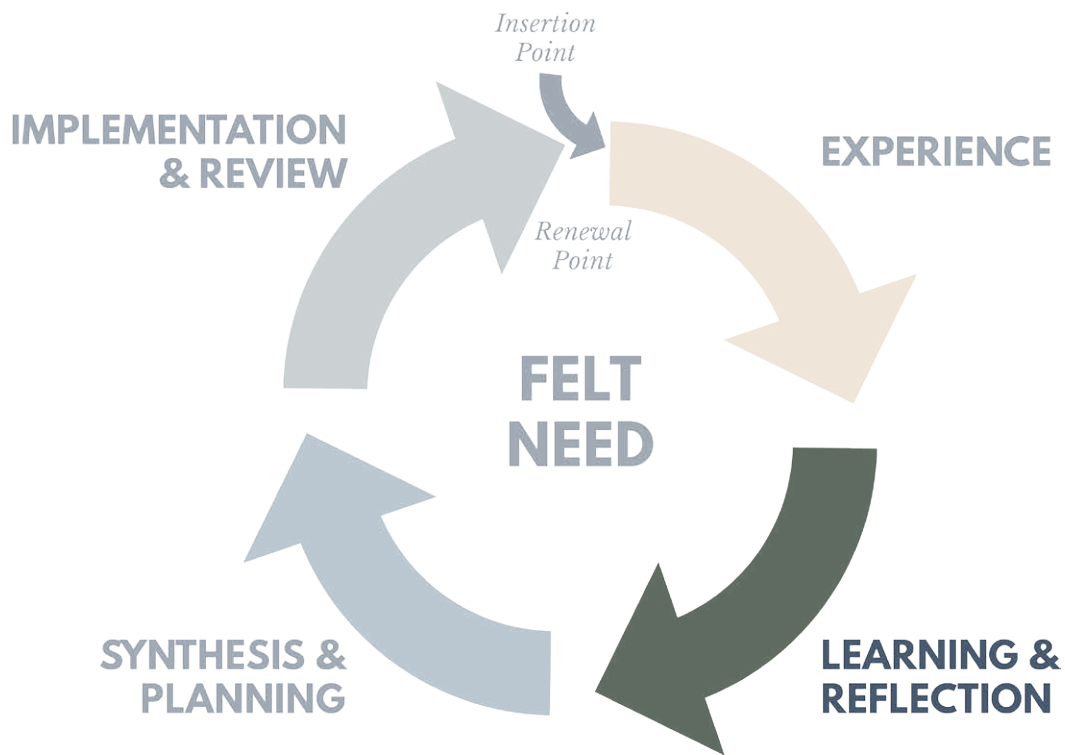 Insertion
Point
IMPLEMENTATION
& REVIEW
EXPERIENCE
Renewal
Point
FELT
NEED
SYNTHESIS &
PLANNING
LEARNING &
REFLECTION